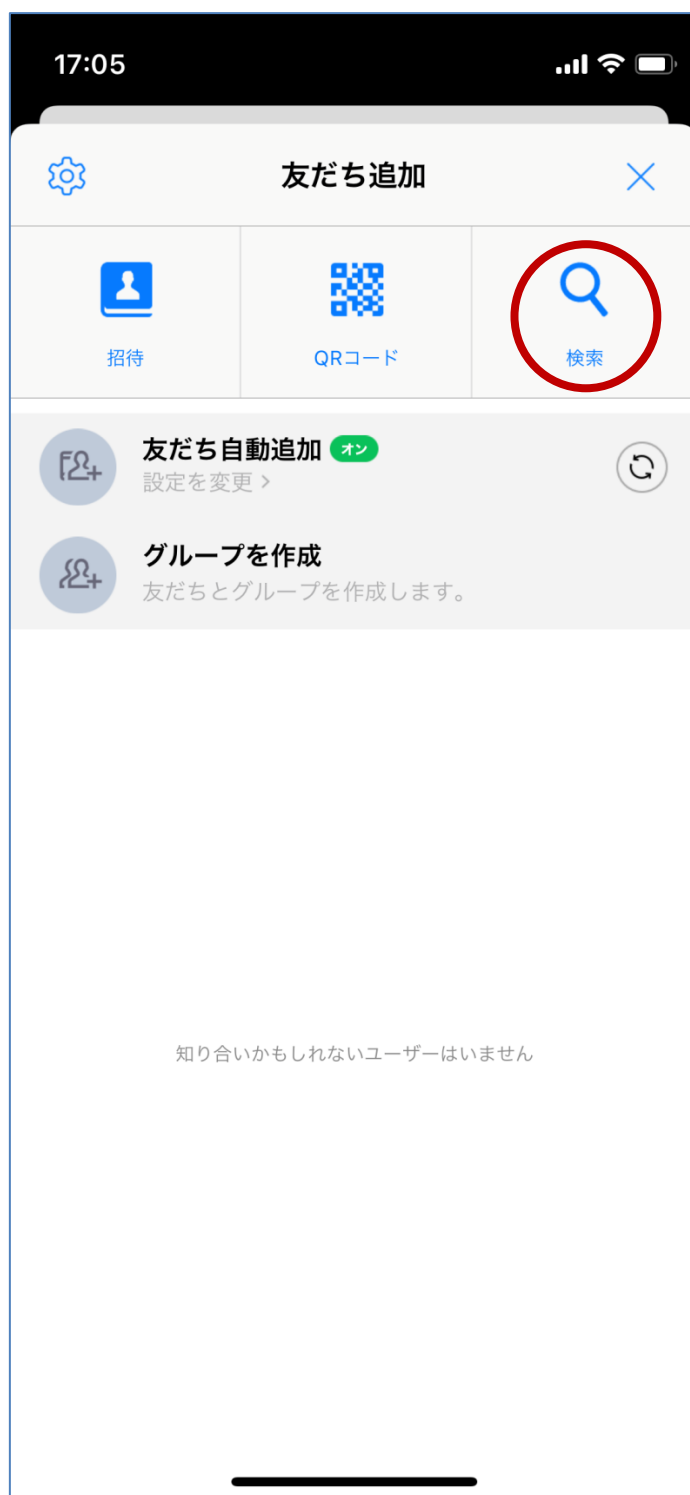 17:05
友だち追加
招待
QRコード
検索
友だち自動追加 オン
設定を変更 >
グループを作成
友だちとグループを作成します。
知り合いかもしれないユーザーはいません